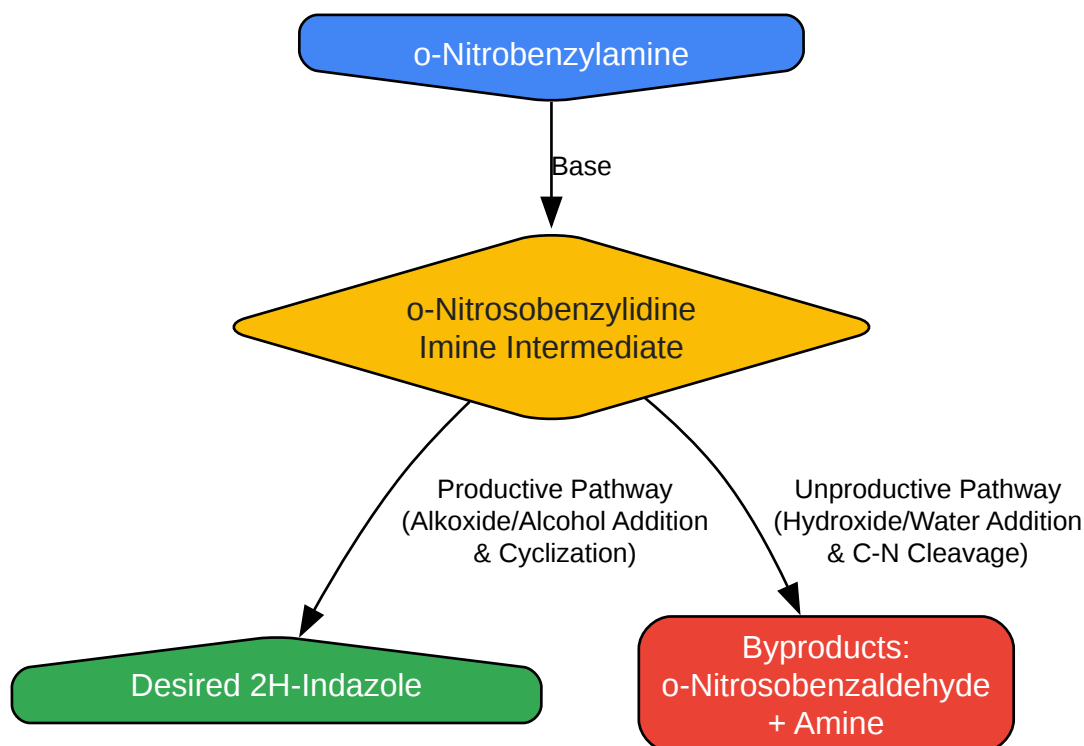 o-Nitrobenzylamine
Base
o-Nitrosobenzylidine
Imine Intermediate
Productive Pathway
(Alkoxide/Alcohol Addition
& Cyclization)
Unproductive Pathway
(Hydroxide/Water Addition
& C-N Cleavage)
Desired 2H-Indazole
Byproducts:
o-Nitrosobenzaldehyde
+ Amine